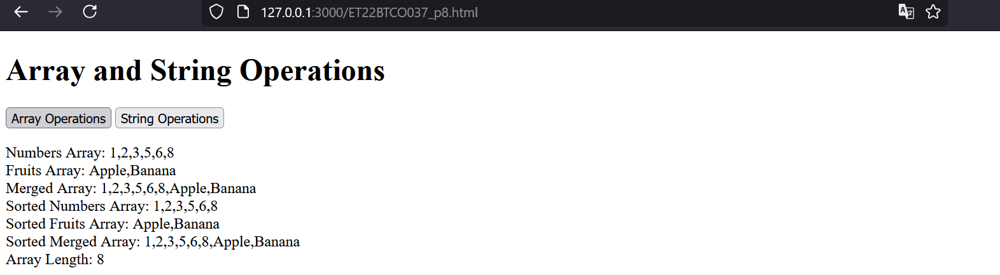 127.0.0.1:3000/ET22BTCO037_p8.html
Array and String Operations
Array Operations String Operations
Numbers Array: 1,2,3,5,6,8
Fruits Array: Apple,Banana
Merged Array: 1,2,3,5,6,8,Apple,Banana
Sorted Numbers Array: 1,2,3,5,6,8
Sorted Fruits Array: Apple,Banana
Sorted Merged Array: 1,2,3,5,6,8,Apple,Banana
Array Length: 8